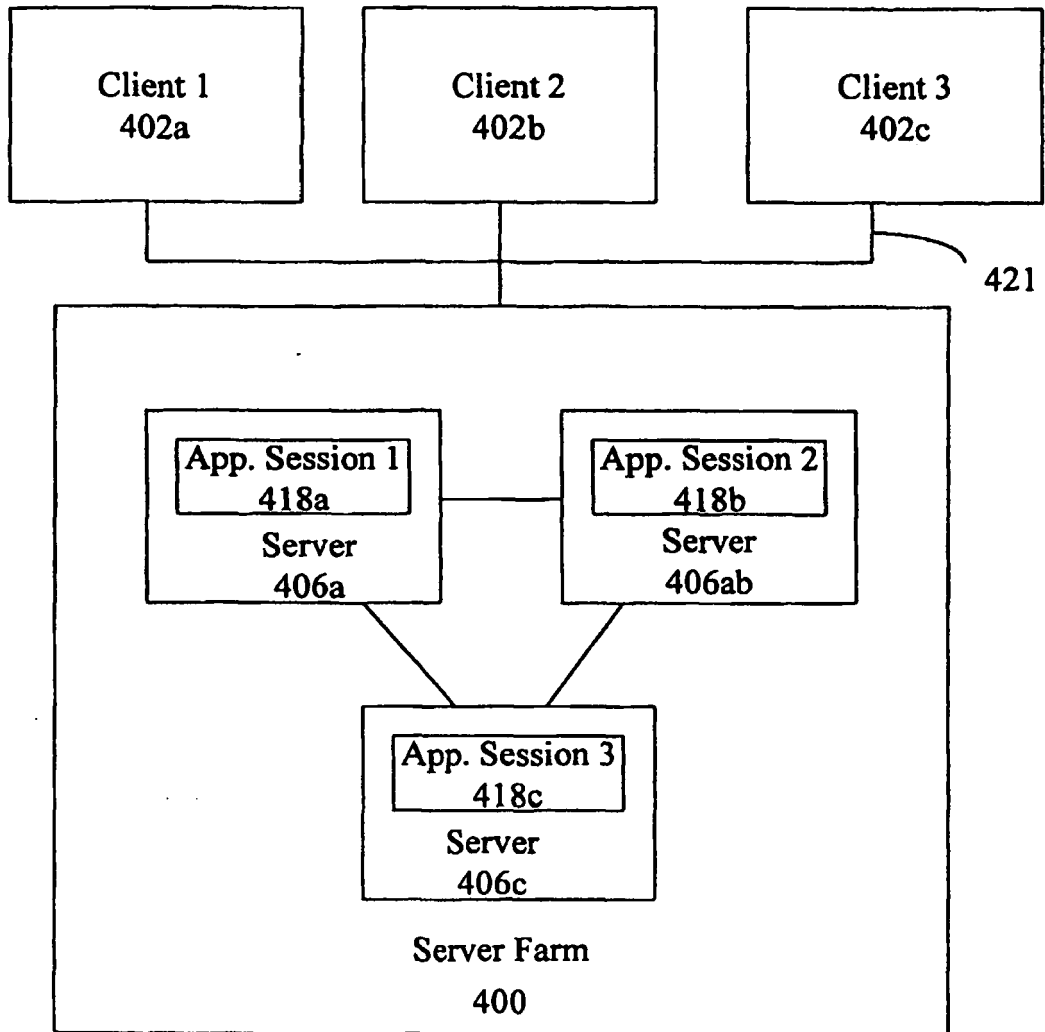 Client 1
402a
Client 2
402b
Client 3
402c
421
App. Session 1
418a
Server
406a
App. Session 2
418b
Server
406ab
App. Session 3
418c
Server
406c
Server Farm
400